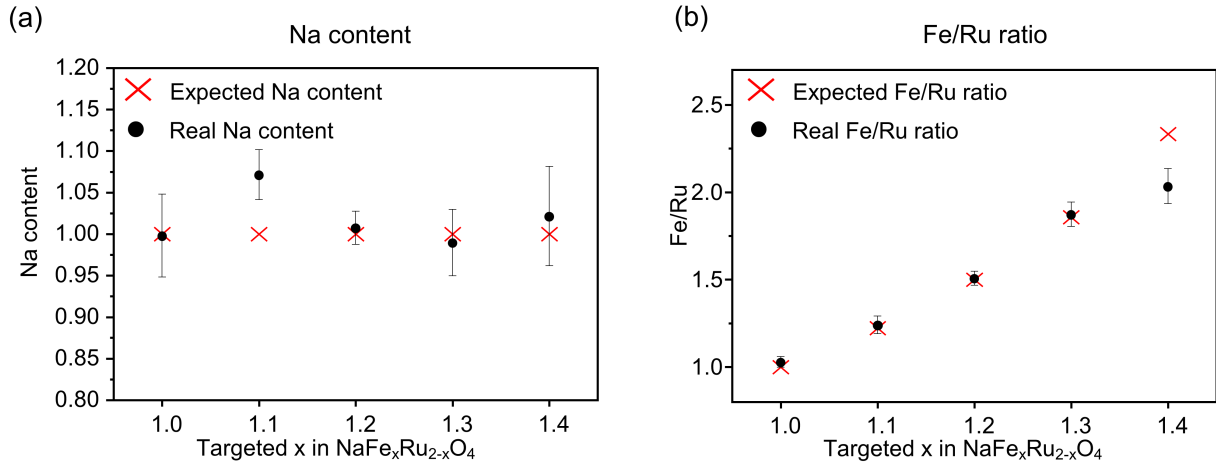 (a)
Na content
Expected Na content
Real Na content
1.20
1.15
1.10
1.05
1.00
0.95
0.90
0.85
0.80
Na content
1.0 1.1 1.2 1.3 1.4
Targeted x in NaFeₓRu₂₋ₓO₄
(b)
Fe/Ru ratio
Expected Fe/Ru ratio
Real Fe/Ru ratio
2.5
2.0
1.5
1.0
Fe/Ru
1.0 1.1 1.2 1.3 1.4
Targeted x in NaFeₓRu₂₋ₓO₄